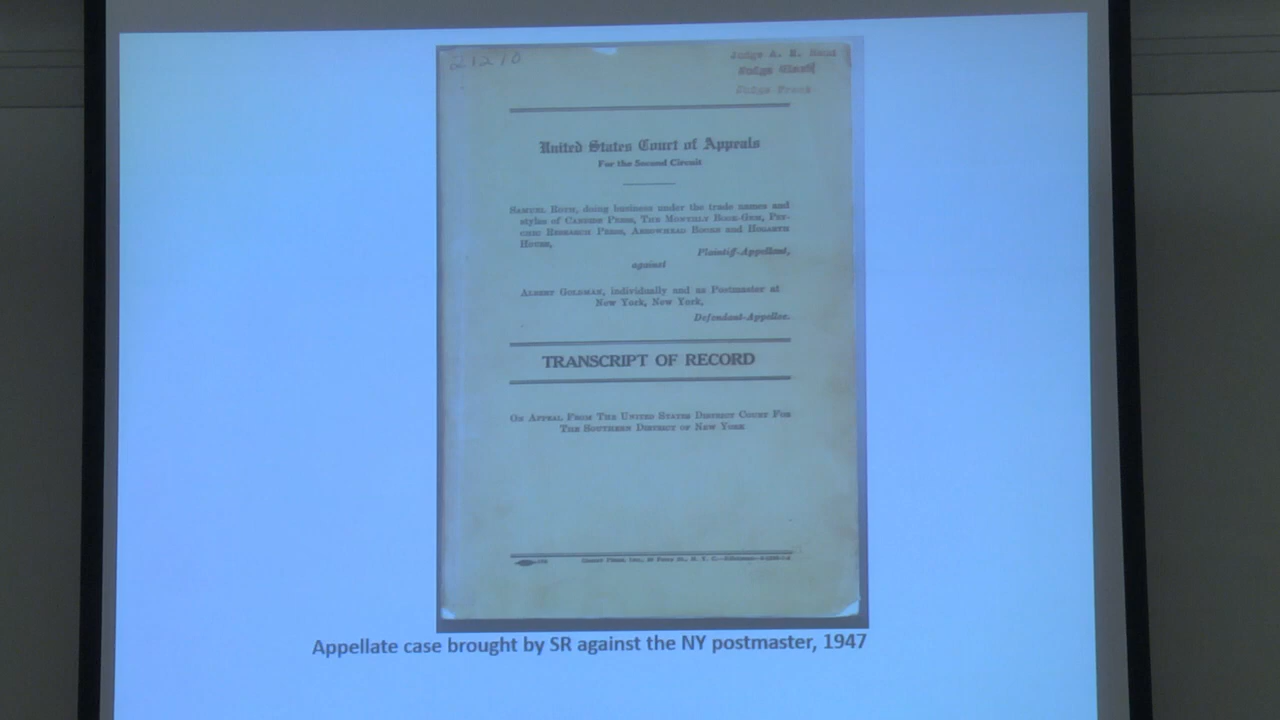 21210
Judge A. N. Hand
Judge Clark
Judge Frank
United States Court of Appeals
For the Second Circuit
SAMUEL ROTH, doing business under the trade names and
styles of CANDIDE PRESS, THE MONTHLY BOOK-GEM, PSY-
CHIC RESEARCH PRESS, ARROWHEAD BOOKS and HOGARTH
HOUSE,
Plaintiff-Appellant,
against
ALBERT GOLDMAN, individually and as Postmaster at
New York, New York,
Defendant-Appellee.
TRANSCRIPT OF RECORD
ON APPEAL FROM THE UNITED STATES DISTRICT COURT FOR
THE SOUTHERN DISTRICT OF NEW YORK
Appellate case brought by SR against the NY postmaster, 1947